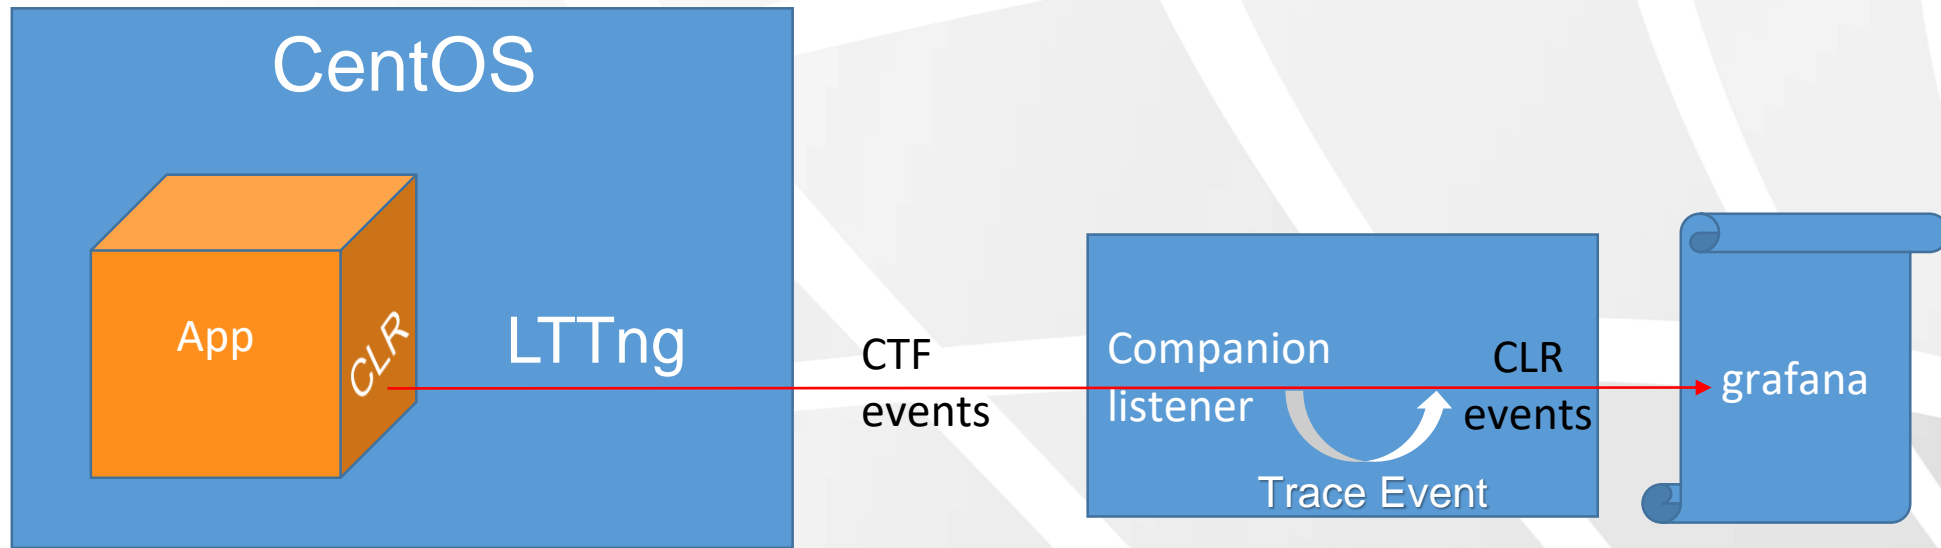 CentOS
App
CLR
LTTng
CTF
events
Companion
listener
CLR
events
Trace Event
grafana